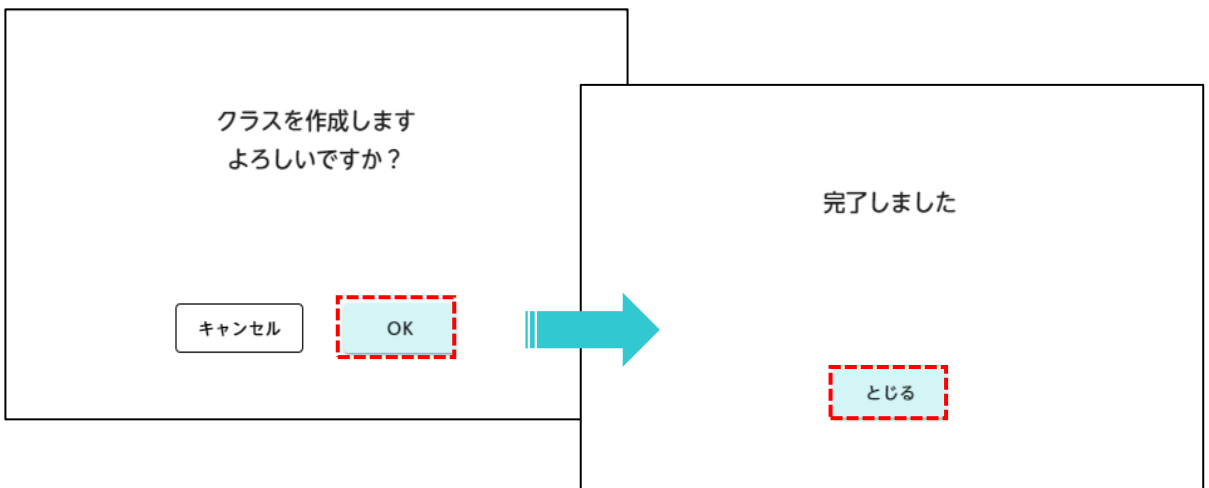 クラスを作成します
よろしいですか？
キャンセル
OK
完了しました
とじる